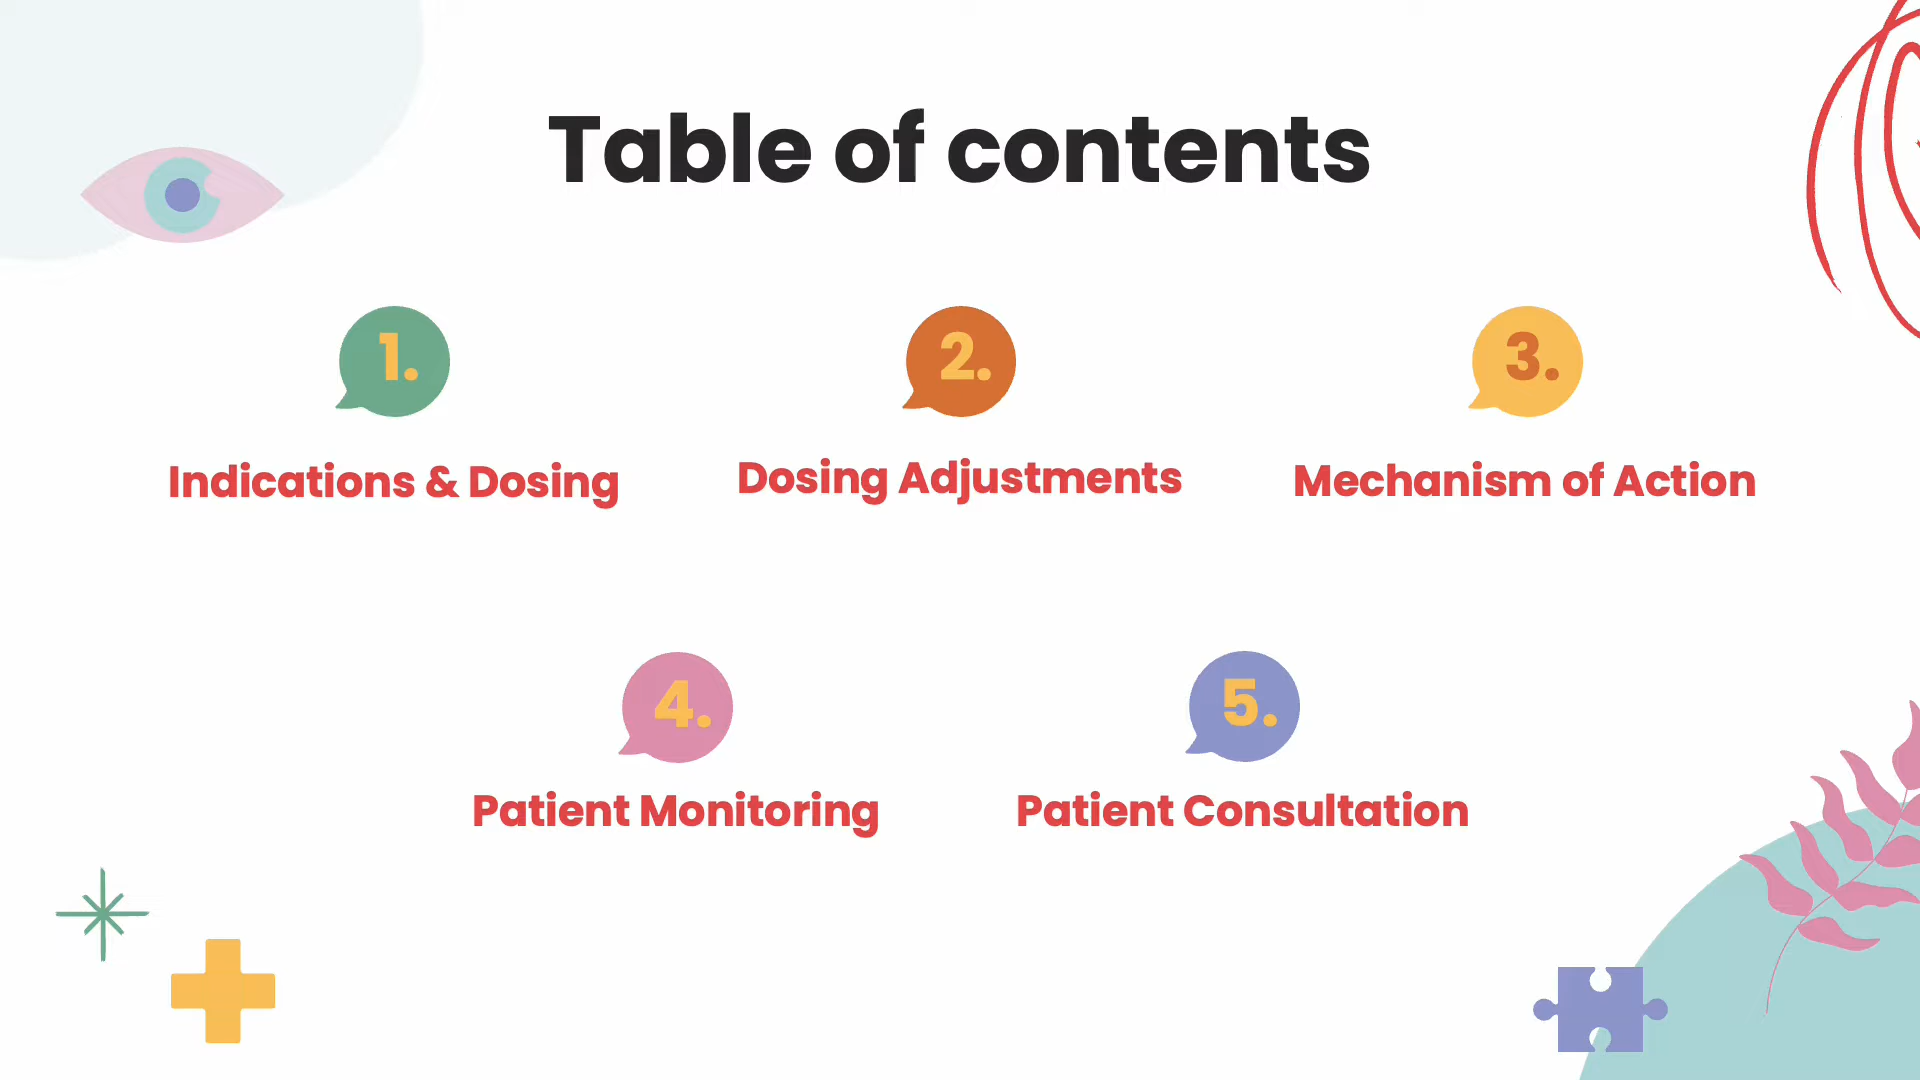 Table of contents
1.
Indications & Dosing
2.
Dosing Adjustments
3.
Mechanism of Action
4.
Patient Monitoring
5.
Patient Consultation